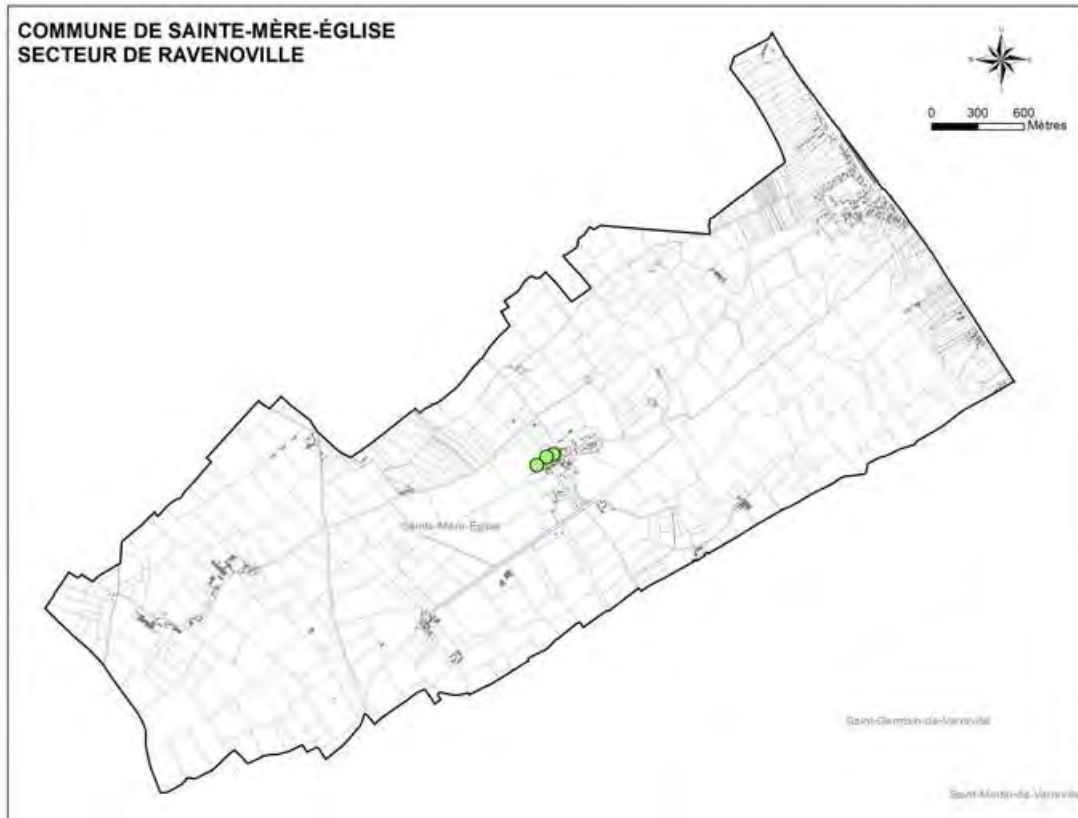 COMMUNE DE SAINTE-MÈRE-ÉGLISE
SECTEUR DE RAVENOVILLE
N
0 300 600
Mètres
Sainte-Mère-Église
Saint-Germain-de-Varreville
Saint-Martin-de-Varreville